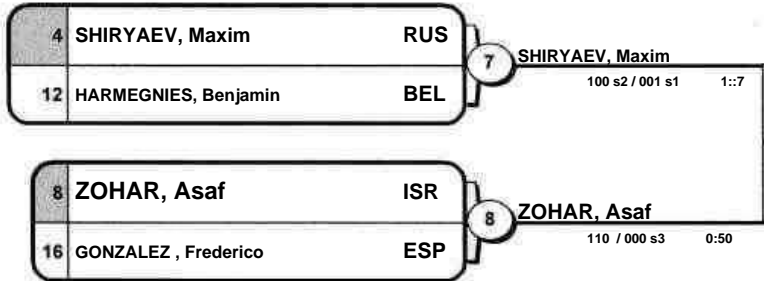 4 SHIRYAEV, Maxim RUS
7 SHIRYAEV, Maxim
100 s2 / 001 s1 1::7
12 HARMEGNIES, Benjamin BEL
8 ZOHAR, Asaf ISR
8 ZOHAR, Asaf
110 / 000 s3 0:50
16 GONZALEZ , Frederico ESP